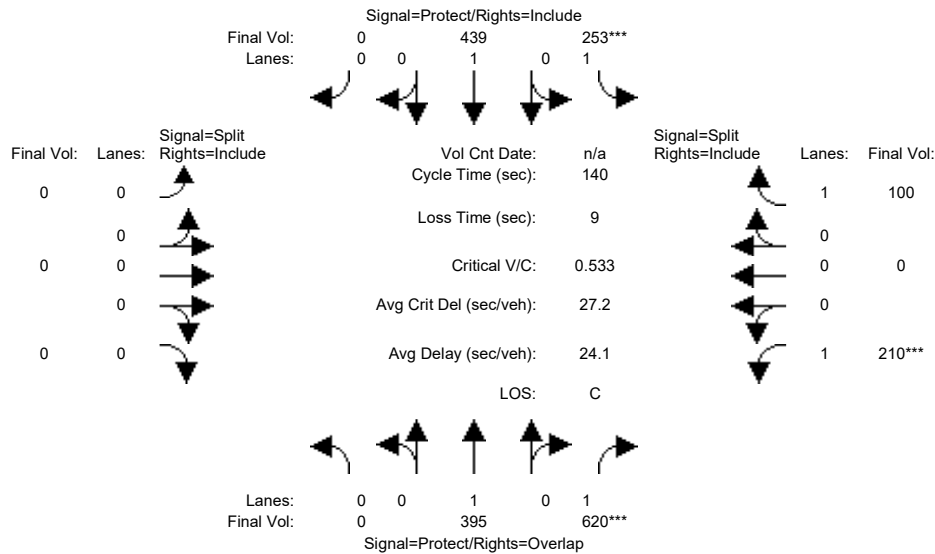 Signal=Protect/Rights=Include
Final Vol: 0 439 253***
Lanes: 0 0 1 0 1
Signal=Split Signal=Split
Final Vol: Lanes: Rights=Include Vol Cnt Date: n/a Rights=Include Lanes: Final Vol:
Cycle Time (sec): 140
0 0 1 100
Loss Time (sec): 9
0 0
0 0 Critical V/C: 0.533 0 0
0 Avg Crit Del (sec/veh): 27.2 0
0 0 Avg Delay (sec/veh): 24.1 1 210***
LOS: C
Lanes: 0 0 1 0 1
Final Vol: 0 395 620***
Signal=Protect/Rights=Overlap